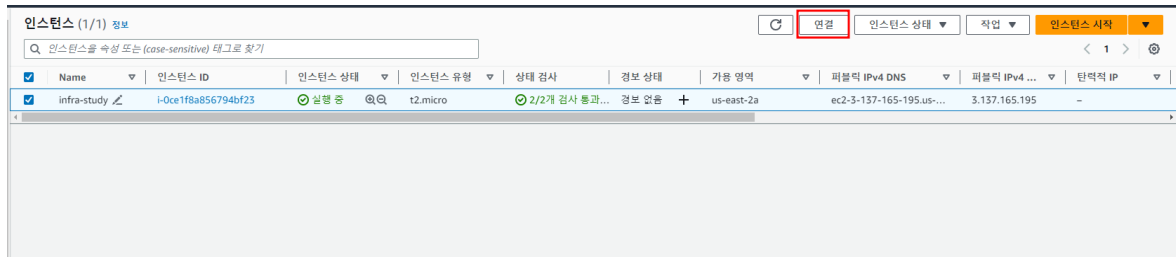 인스턴스 (1/1) 정보
연결 인스턴스 상태 작업 인스턴스 시작
인스턴스을 속성 또는 (case-sensitive) 태그로 찾기 1
Name 인스턴스 ID 인스턴스 상태 인스턴스 유형 상태 검사 경보 상태 가용 영역 퍼블릭 IPv4 DNS 퍼블릭 IPv4 ... 탄력적 IP
infra-study i-0ce1f8a856794bf23 실행 중 t2.micro 2/2개 검사 통과... 경보 없음 + us-east-2a ec2-3-137-165-195.us-... 3.137.165.195 –